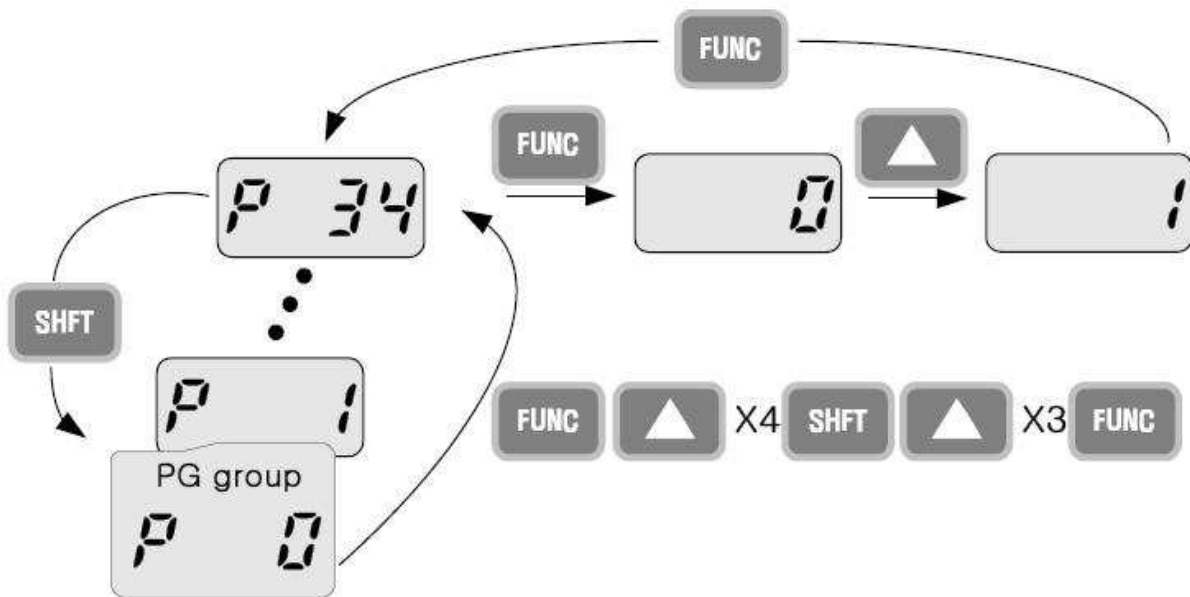 FUNC
FUNC
P 34
0
1
SHFT
P 1
FUNC X4 SHFT X3 FUNC
PG group
P 0